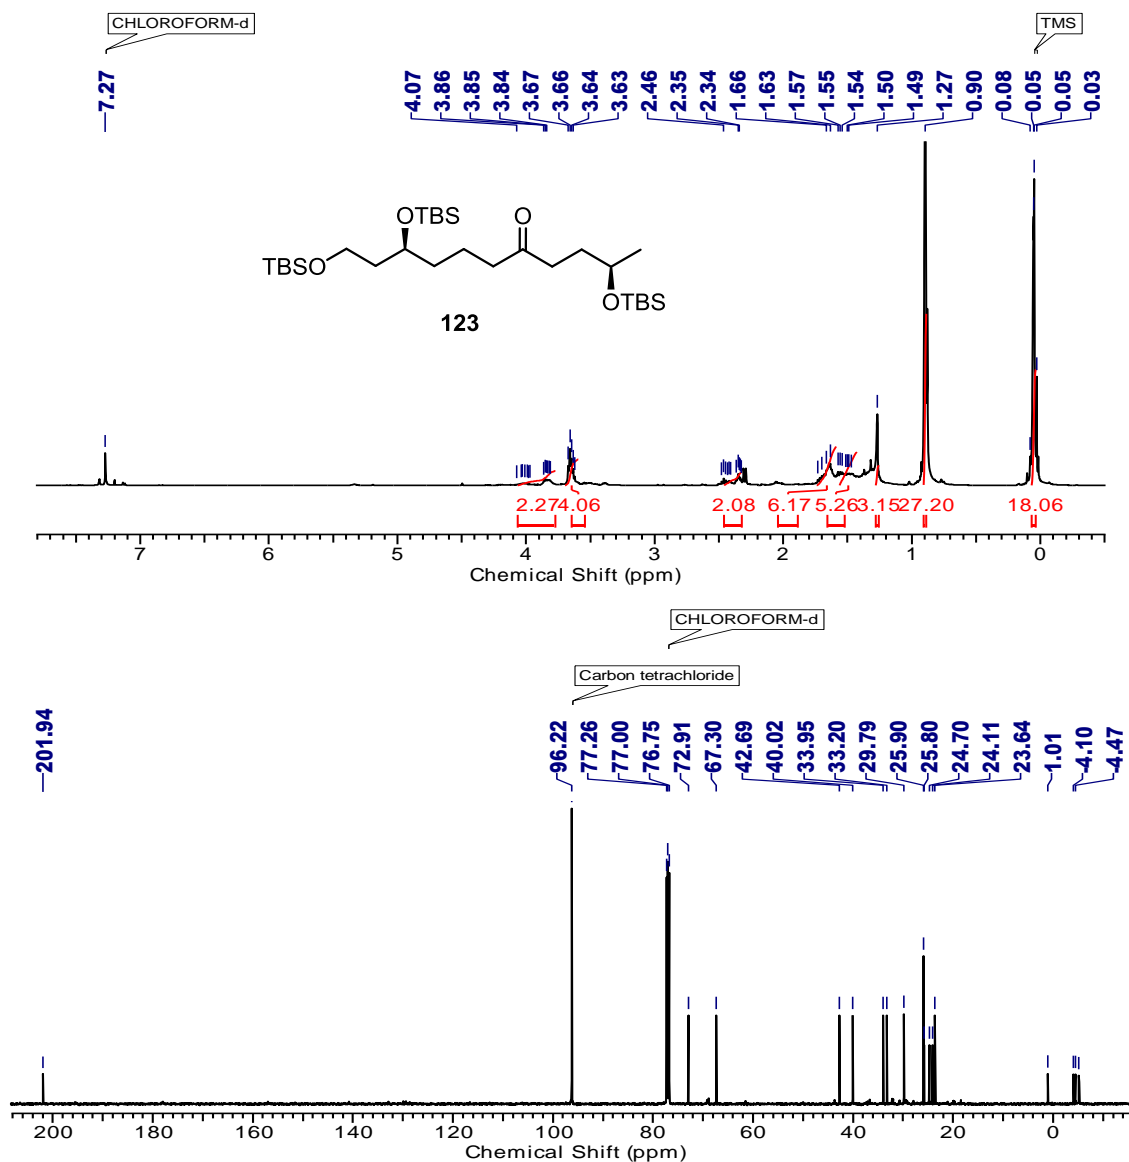 CHLOROFORM-d
TMS
7.27
4.07 3.86 3.85 3.84 3.67 3.66 3.64 3.63 2.46 2.35 2.34 1.66 1.63 1.57 1.55 1.54 1.50 1.49 1.27 0.90 0.08 0.05 0.05 0.03
OTBS O
TBSO
OTBS
123
2.27 4.06 2.08 6.17 5.26 3.15 27.20 18.06
7 6 5 4 3 2 1 0
Chemical Shift (ppm)
CHLOROFORM-d
Carbon tetrachloride
201.94
96.22 77.26 77.00 76.75 72.91 67.30 42.69 40.02 33.95 33.20 29.79 25.90 25.80 24.70 24.11 23.64 1.01 -4.10 -4.47
200 180 160 140 120 100 80 60 40 20 0
Chemical Shift (ppm)